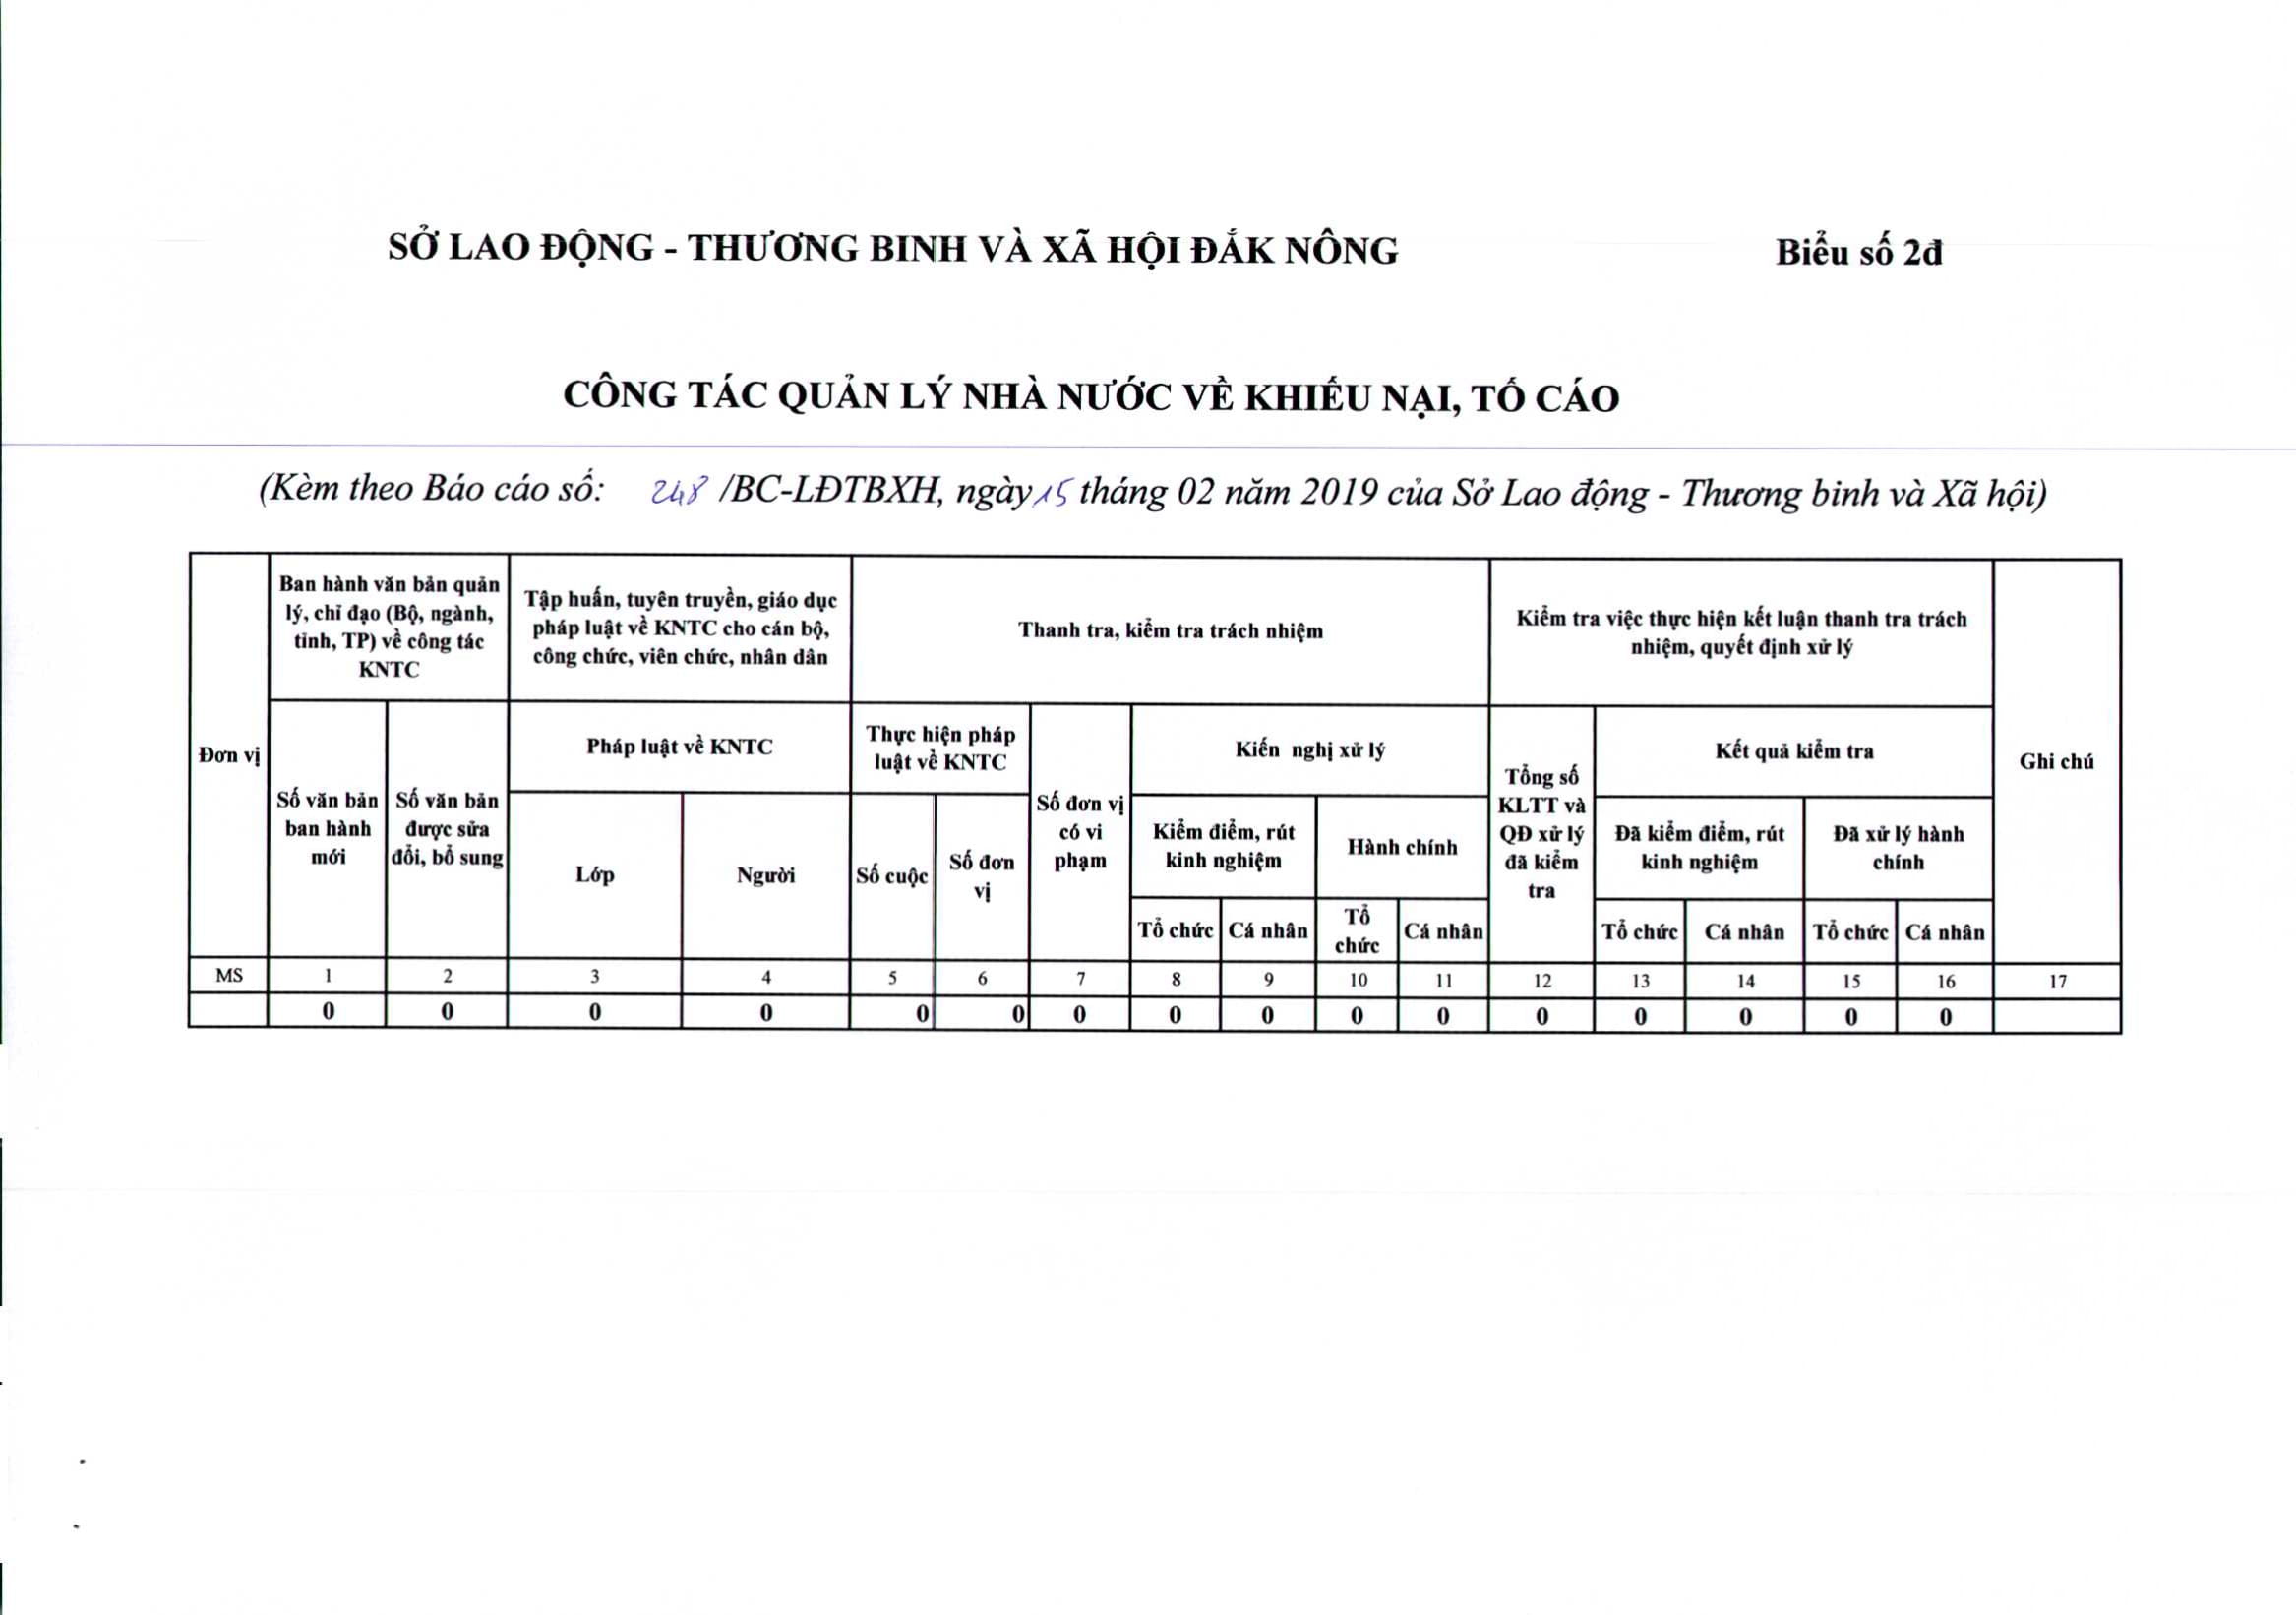 SỞ LAO ĐỘNG - THƯƠNG BINH VÀ XÃ HỘI ĐẮK NÔNG
Biểu số 2đ
CÔNG TÁC QUẢN LÝ NHÀ NƯỚC VỀ KHIẾU NẠI, TỐ CÁO
(Kèm theo Báo cáo số: 248 /BC-LĐTBXH, ngày 15 tháng 02 năm 2019 của Sở Lao động - Thương binh và Xã hội)
Đơn vị
Ban hành văn bản quản
lý, chỉ đạo (Bộ, ngành,
tỉnh, TP) về công tác
KNTC
Tập huấn, tuyên truyền, giáo dục
pháp luật về KNTC cho cán bộ,
công chức, viên chức, nhân dân
Thanh tra, kiểm tra trách nhiệm
Kiểm tra việc thực hiện kết luận thanh tra trách
nhiệm, quyết định xử lý
Ghi chú
Số văn bản
ban hành
mới
Số văn bản
được sửa
đổi, bổ sung
Pháp luật về KNTC
Thực hiện pháp
luật về KNTC
Số đơn vị
có vi
phạm
Kiến nghị xử lý
Tổng số
KLTT và
QĐ xử lý
đã kiểm
tra
Kết quả kiểm tra
Lớp
Người
Số cuộc
Số đơn
vị
Kiểm điểm, rút
kinh nghiệm
Hành chính
Đã kiểm điểm, rút
kinh nghiệm
Đã xử lý hành
chính
Tổ chức
Cá nhân
Tổ
chức
Cá nhân
Tổ chức
Cá nhân
Tổ chức
Cá nhân
MS 1 2 3 4 5 6 7 8 9 10 11 12 13 14 15 16 17
0 0 0 0 0 0 0 0 0 0 0 0 0 0 0 0